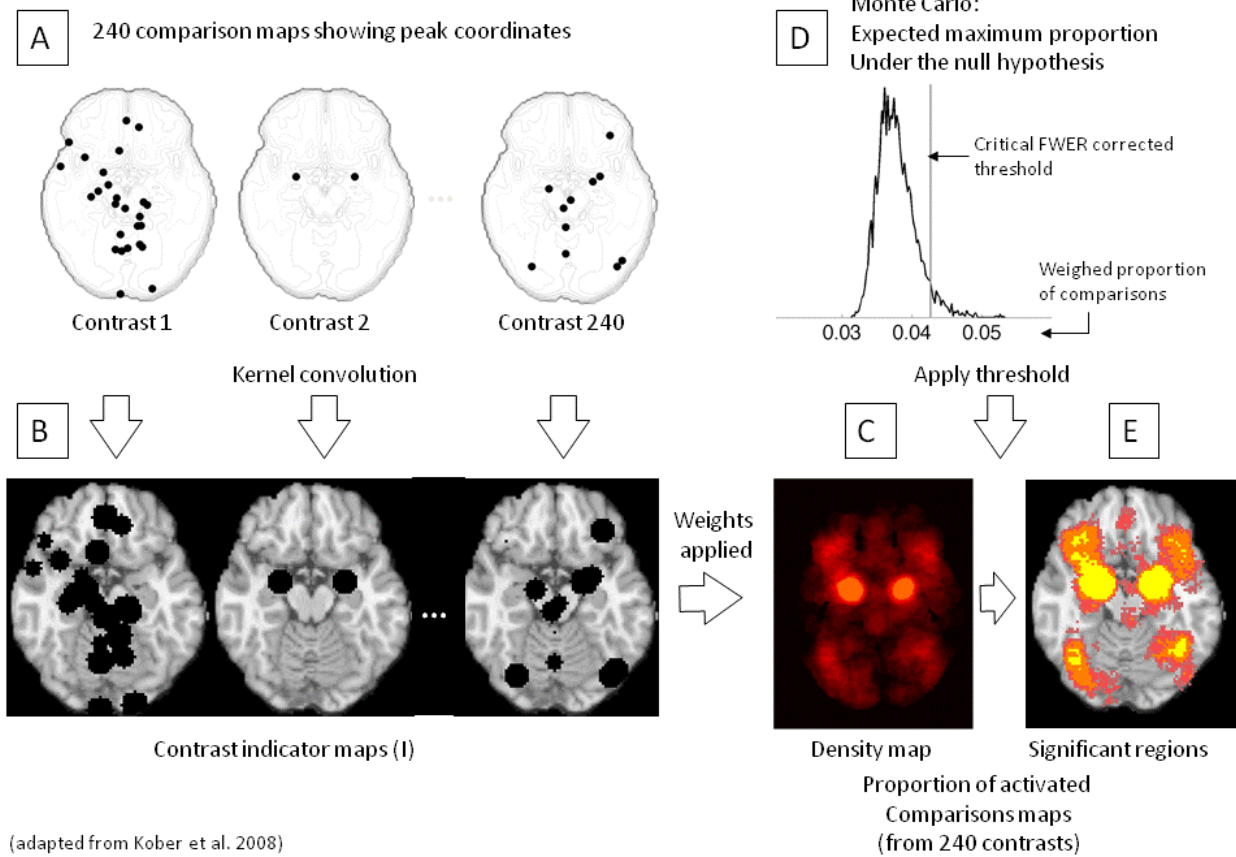 A
240 comparison maps showing peak coordinates
Contrast 1
Contrast 2
...
Contrast 240
Kernel convolution
B
...
Contrast indicator maps (I)
Weights
applied
D
Monte Carlo:
Expected maximum proportion
Under the null hypothesis
Critical FWER corrected
threshold
Weighed proportion
of comparisons
0.03 0.04 0.05
Apply threshold
C
E
Density map
Significant regions
Proportion of activated
Comparisons maps
(from 240 contrasts)
(adapted from Kober et al. 2008)